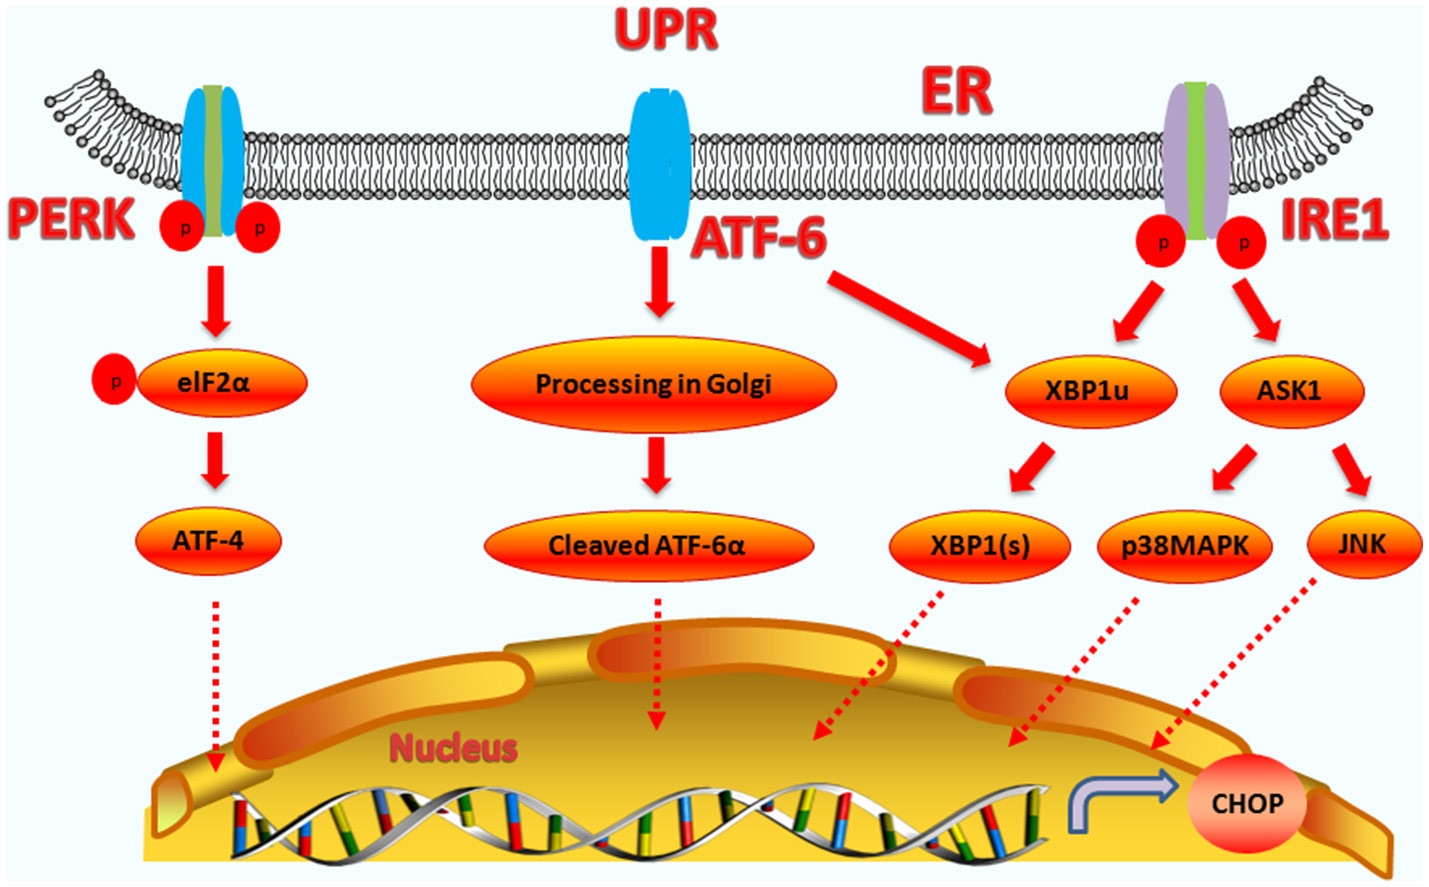 UPR
ER
PERK
p
p
ATF-6
IRE1
p
p
p
eIF2α
Processing in Golgi
XBP1u
ASK1
ATF-4
Cleaved ATF-6α
XBP1(s)
p38MAPK
JNK
Nucleus
CHOP